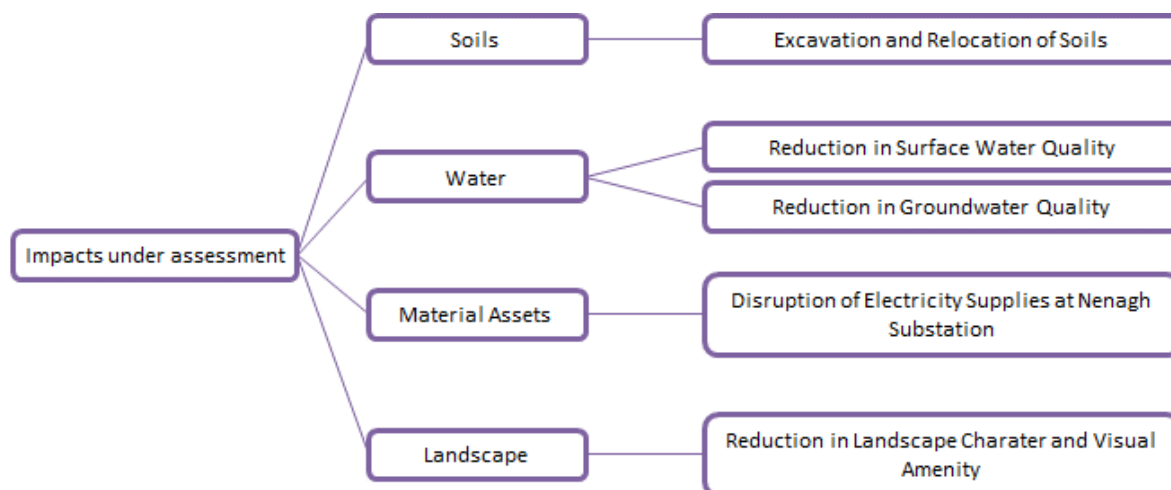 Soils
Excavation and Relocation of Soils
Water
Reduction in Surface Water Quality
Reduction in Groundwater Quality
Impacts under assessment
Material Assets
Disruption of Electricity Supplies at Nenagh
Substation
Landscape
Reduction in Landscape Charater and Visual
Amenity